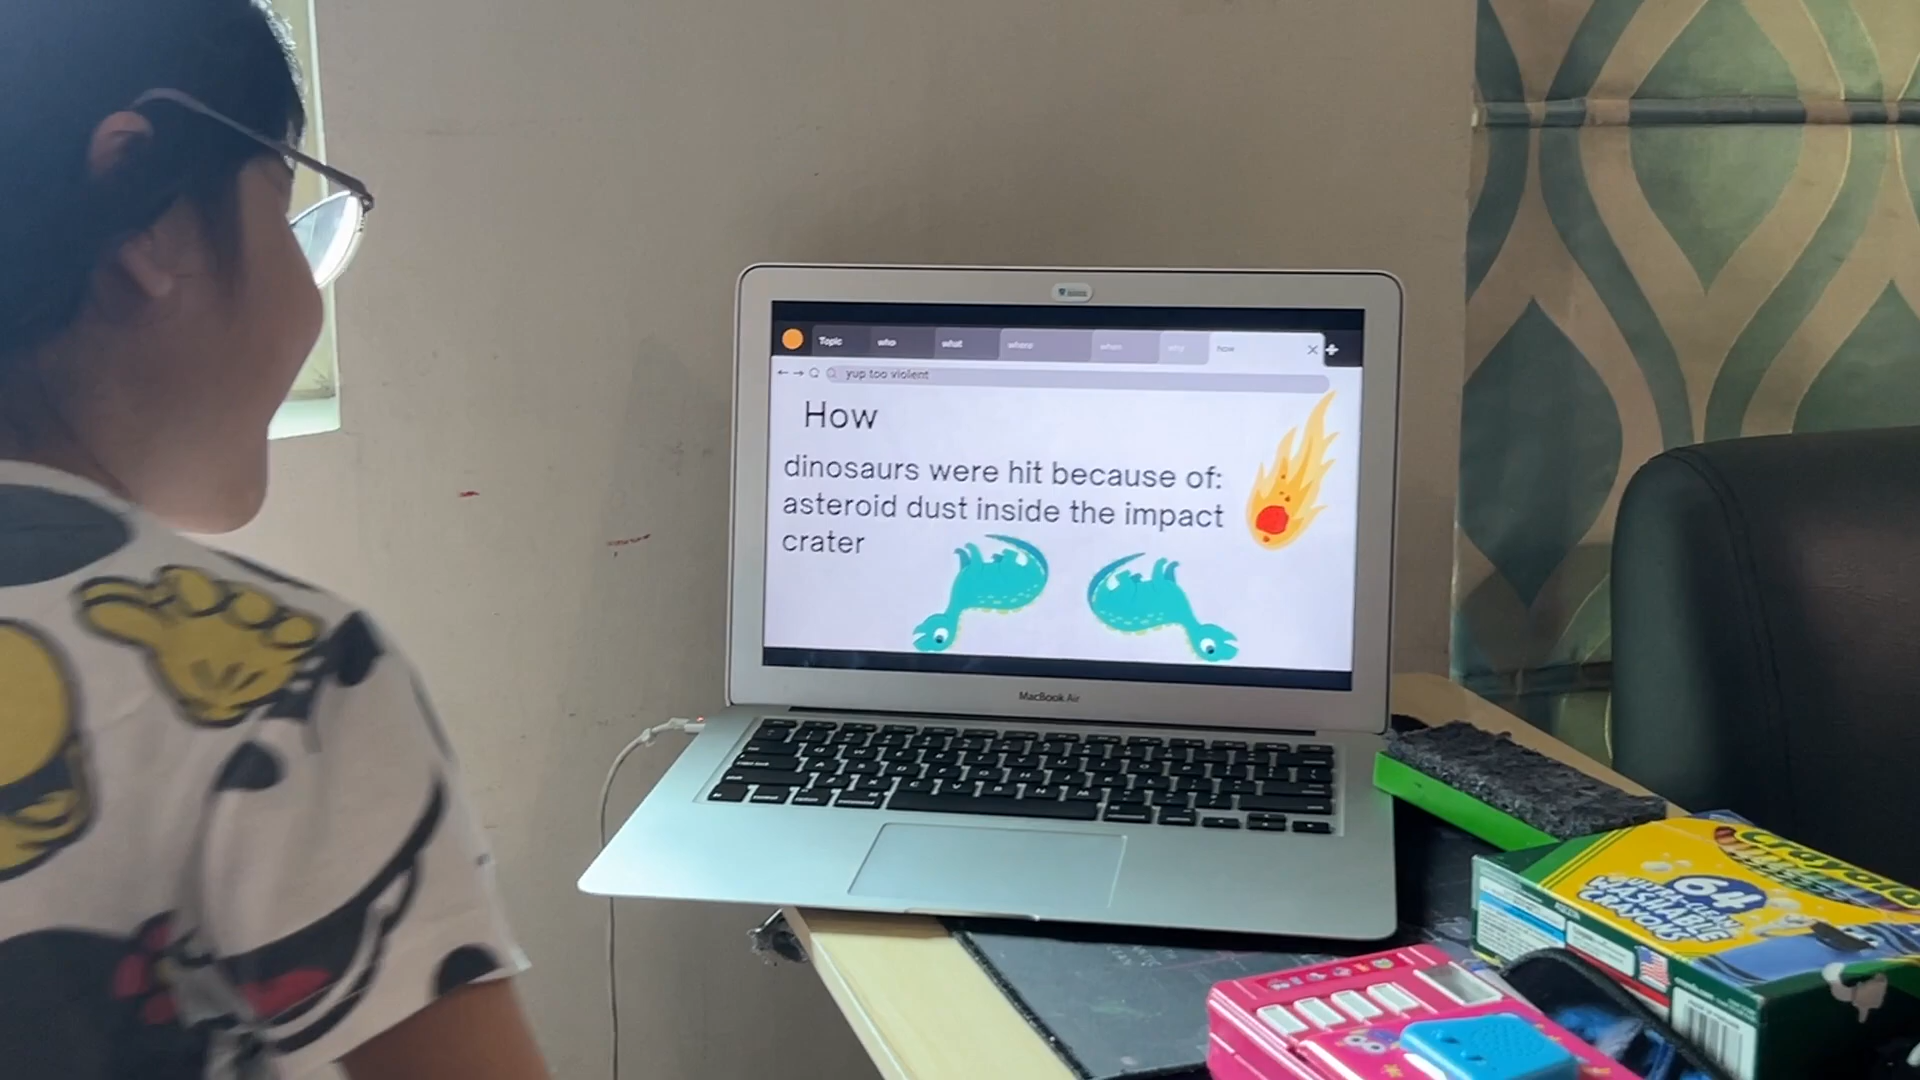 Topic who what where when why how
yup too violent
How
dinosaurs were hit because of:
asteroid dust inside the impact
crater
MacBook Air
Crayola
64
WASHABLE
CRAYONS